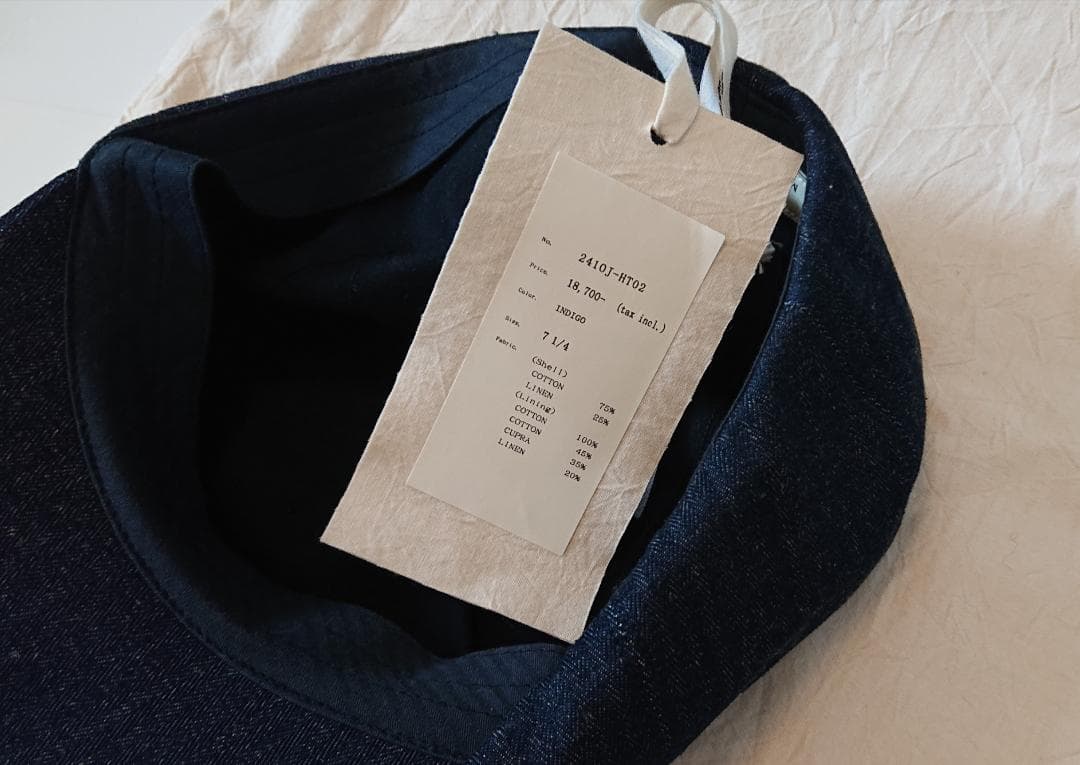 No. 2410J-HT02
Price. 18,700- (tax incl.)
Color. INDIGO
Size. 7 1/4
Fabric. (Shell)
COTTON 75%
LINEN 25%
(Lining)
COTTON 100%
COTTON 45%
CUPRA 35%
LINEN 20%